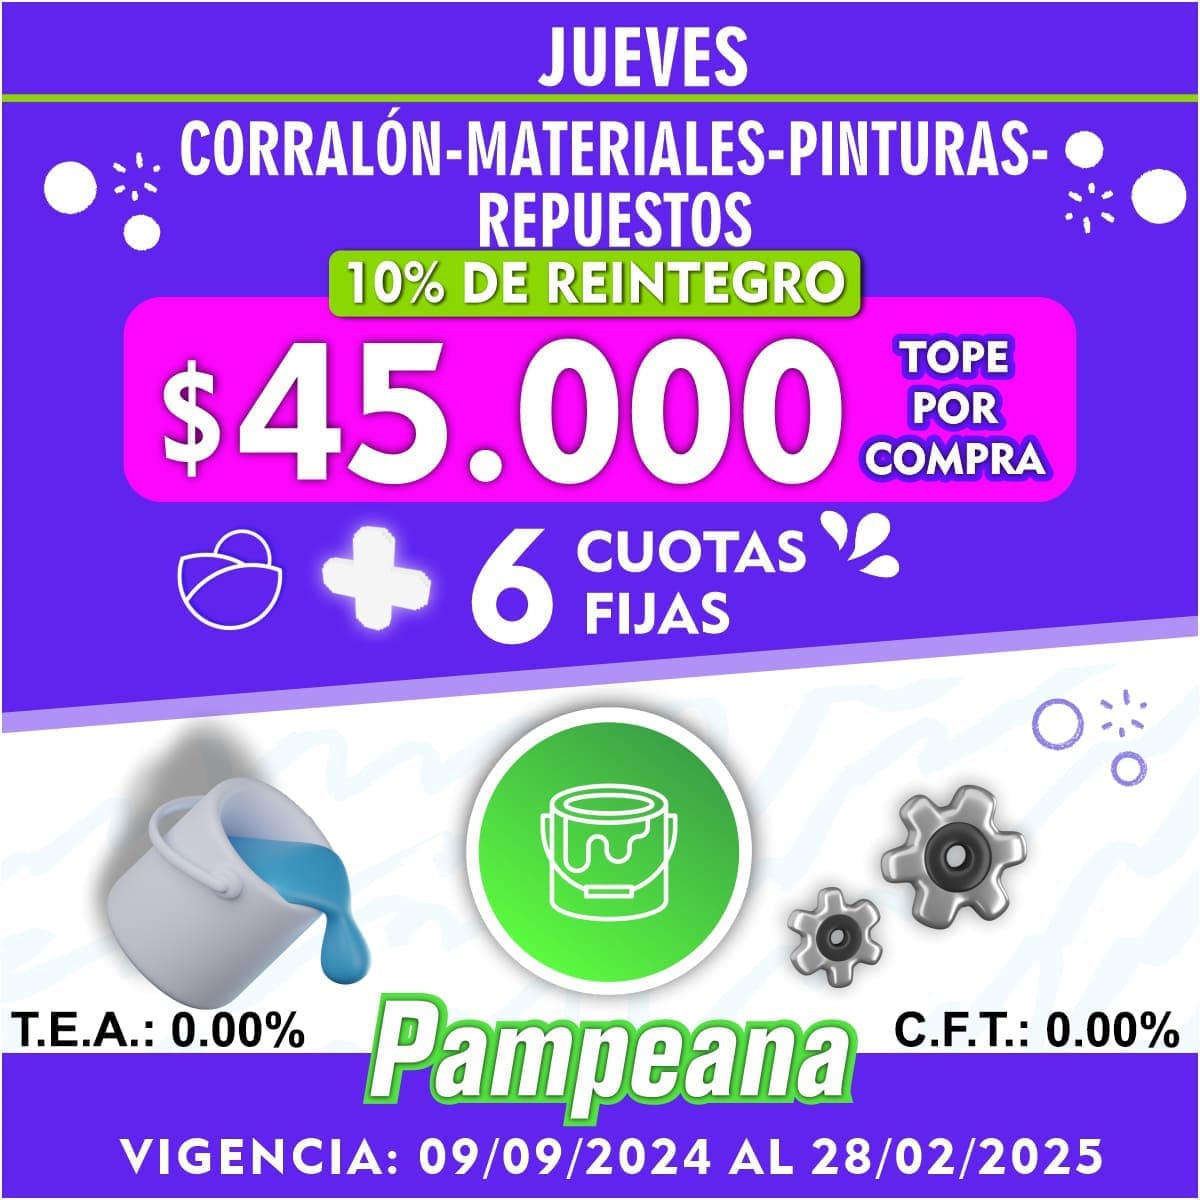 JUEVES
CORRALÓN-MATERIALES-PINTURAS-
REPUESTOS
10% DE REINTEGRO
$45.000
TOPE
POR
COMPRA
6 CUOTAS
FIJAS
T.E.A.: 0.00%
C.F.T.: 0.00%
Pampeana
VIGENCIA: 09/09/2024 AL 28/02/2025